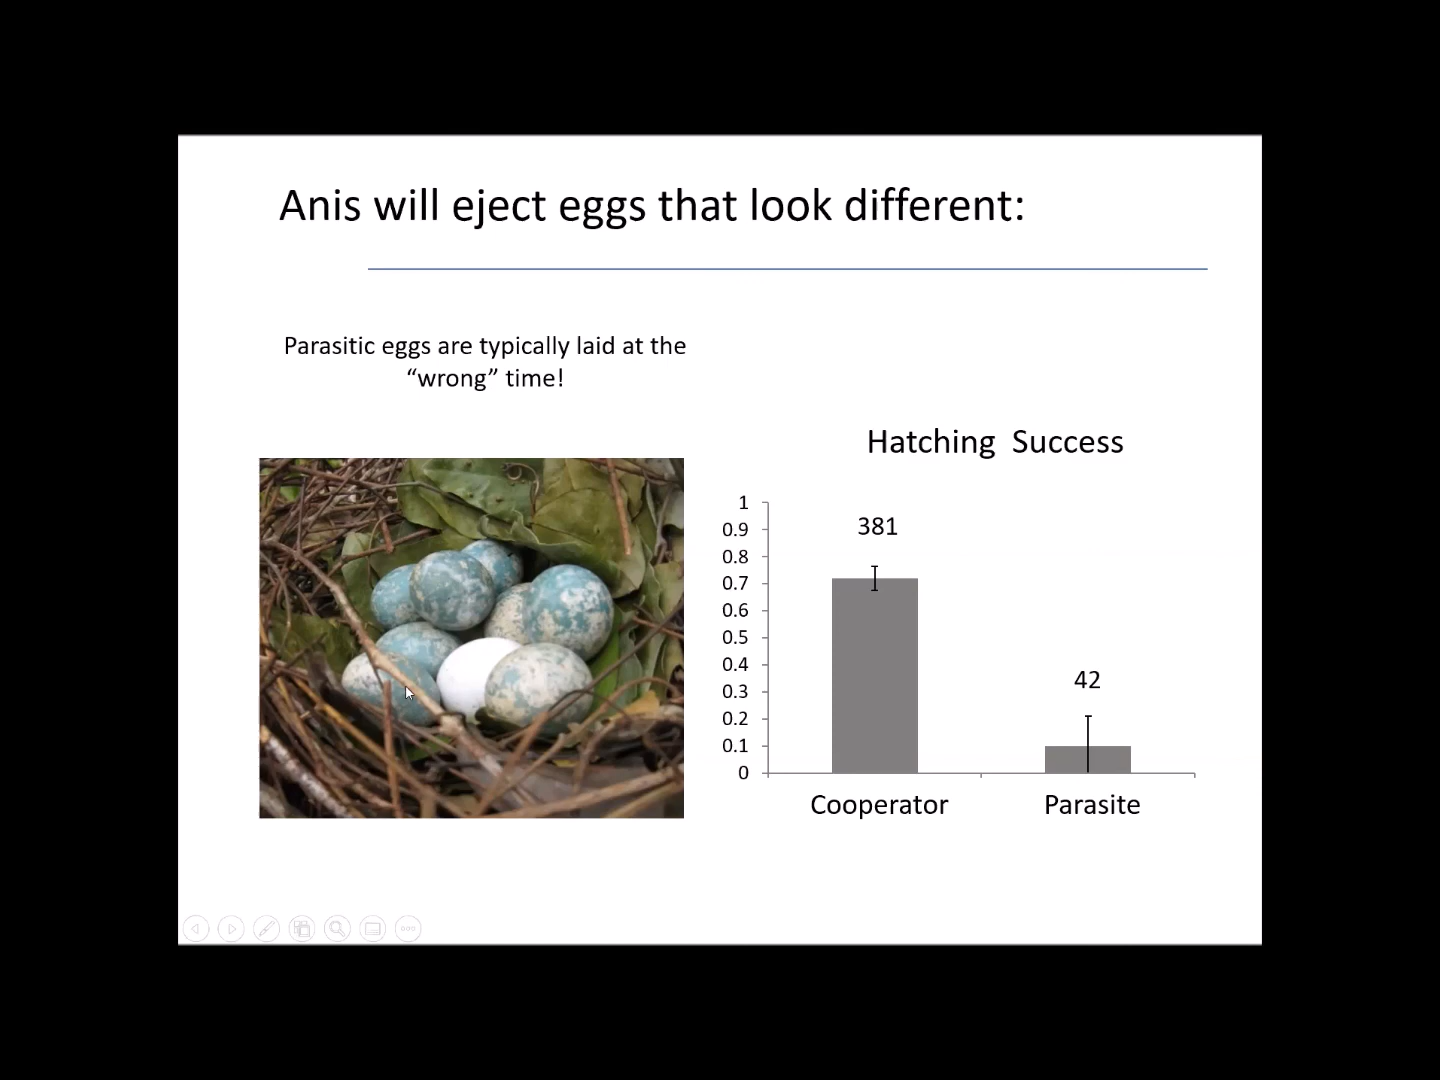 Anis will eject eggs that look different:
Parasitic eggs are typically laid at the
“wrong” time!
Hatching  Success
1
0.9
0.8
0.7
0.6
0.5
0.4
0.3
0.2
0.1
0
381
42
Cooperator
Parasite